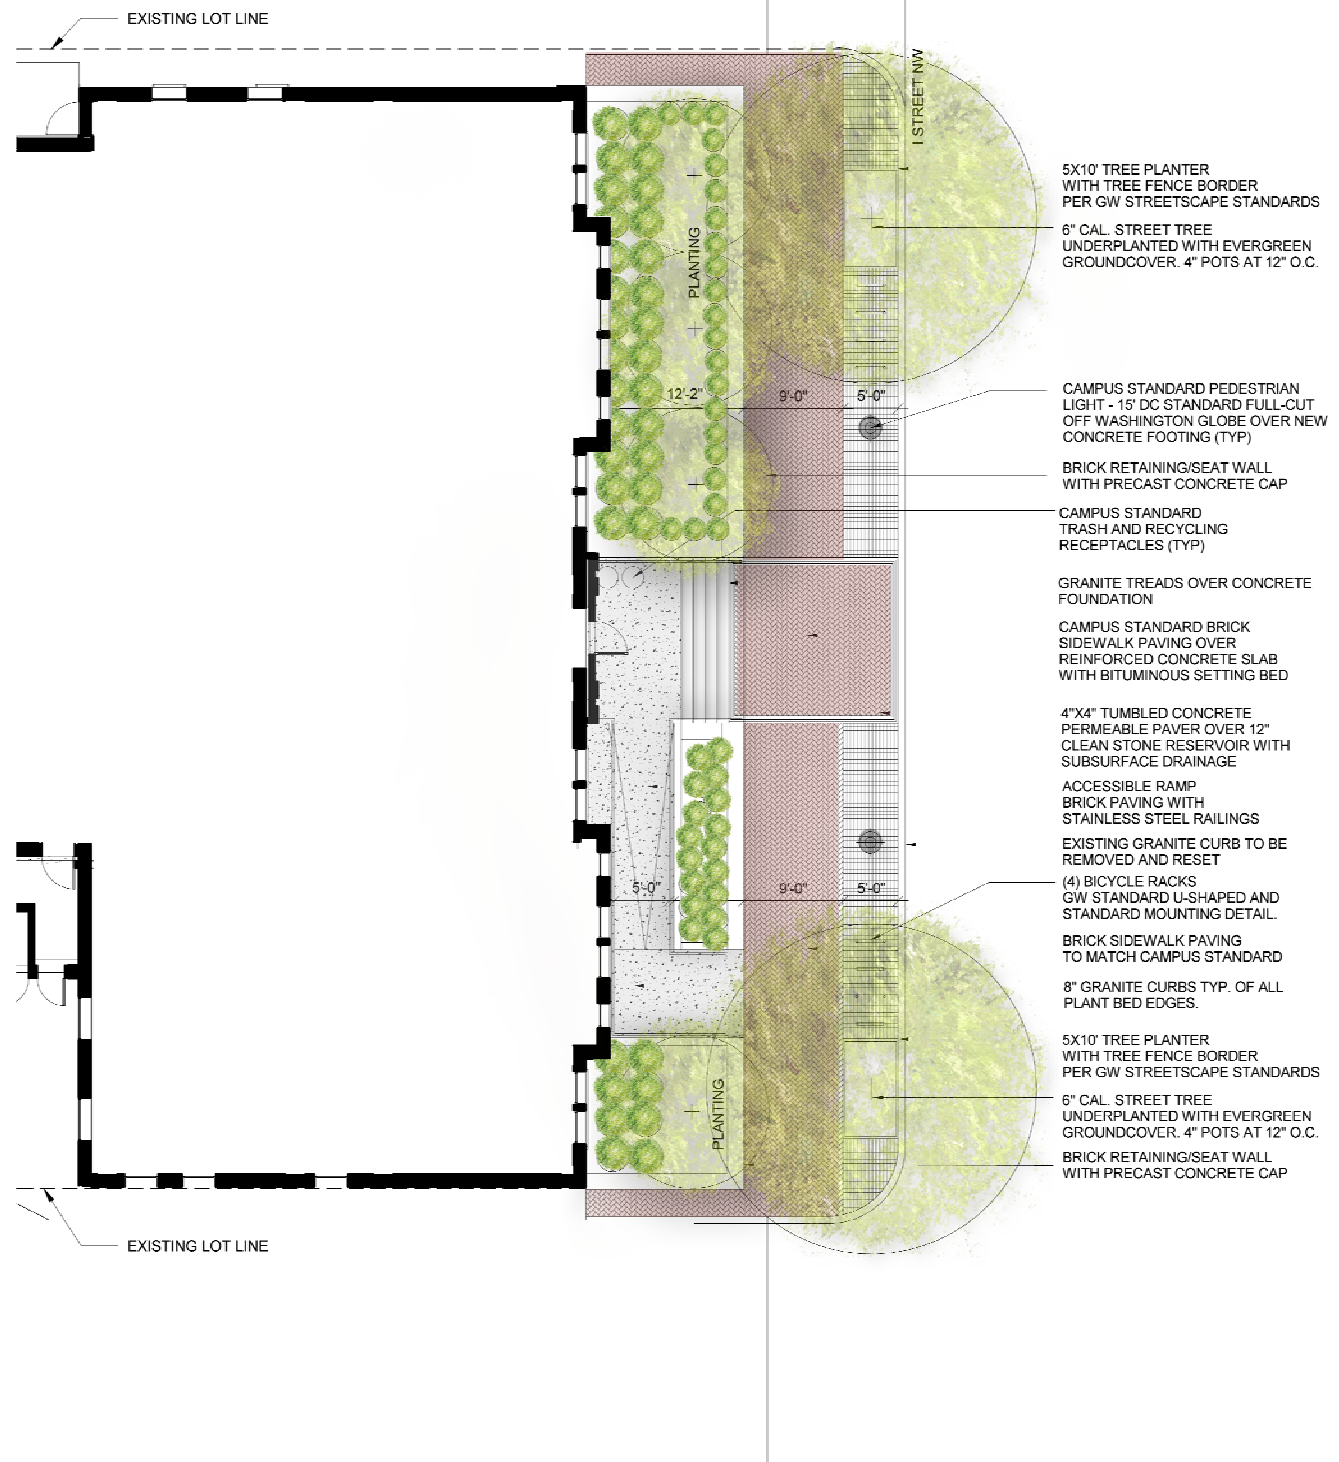 EXISTING LOT LINE
I STREET NW
5X10' TREE PLANTER
WITH TREE FENCE BORDER
PER GW STREETSCAPE STANDARDS
6" CAL. STREET TREE
UNDERPLANTED WITH EVERGREEN
GROUNDCOVER. 4" POTS AT 12" O.C.
PLANTING
12'-2"
9'-0"
5'-0"
CAMPUS STANDARD PEDESTRIAN
LIGHT - 15' DC STANDARD FULL-CUT
OFF WASHINGTON GLOBE OVER NEW
CONCRETE FOOTING (TYP)
BRICK RETAINING/SEAT WALL
WITH PRECAST CONCRETE CAP
CAMPUS STANDARD
TRASH AND RECYCLING
RECEPTACLES (TYP)
GRANITE TREADS OVER CONCRETE
FOUNDATION
CAMPUS STANDARD BRICK
SIDEWALK PAVING OVER
REINFORCED CONCRETE SLAB
WITH BITUMINOUS SETTING BED
4"X4" TUMBLED CONCRETE
PERMEABLE PAVER OVER 12"
CLEAN STONE RESERVOIR WITH
SUBSURFACE DRAINAGE
ACCESSIBLE RAMP
BRICK PAVING WITH
STAINLESS STEEL RAILINGS
EXISTING GRANITE CURB TO BE
REMOVED AND RESET
5'-0"
9'-0"
5'-0"
(4) BICYCLE RACKS
GW STANDARD U-SHAPED AND
STANDARD MOUNTING DETAIL.
BRICK SIDEWALK PAVING
TO MATCH CAMPUS STANDARD
8" GRANITE CURBS TYP. OF ALL
PLANT BED EDGES.
5X10' TREE PLANTER
WITH TREE FENCE BORDER
PER GW STREETSCAPE STANDARDS
6" CAL. STREET TREE
UNDERPLANTED WITH EVERGREEN
GROUNDCOVER. 4" POTS AT 12" O.C.
PLANTING
BRICK RETAINING/SEAT WALL
WITH PRECAST CONCRETE CAP
EXISTING LOT LINE